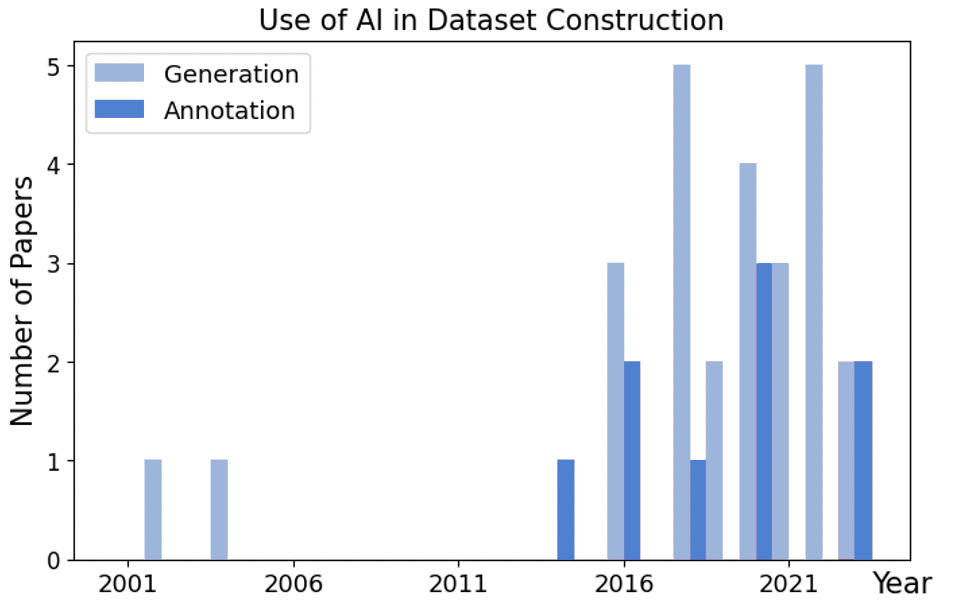 Use of AI in Dataset Construction
Generation
Annotation
Number of Papers
5
4
3
2
1
0
2001 2006 2011 2016 2021 Year